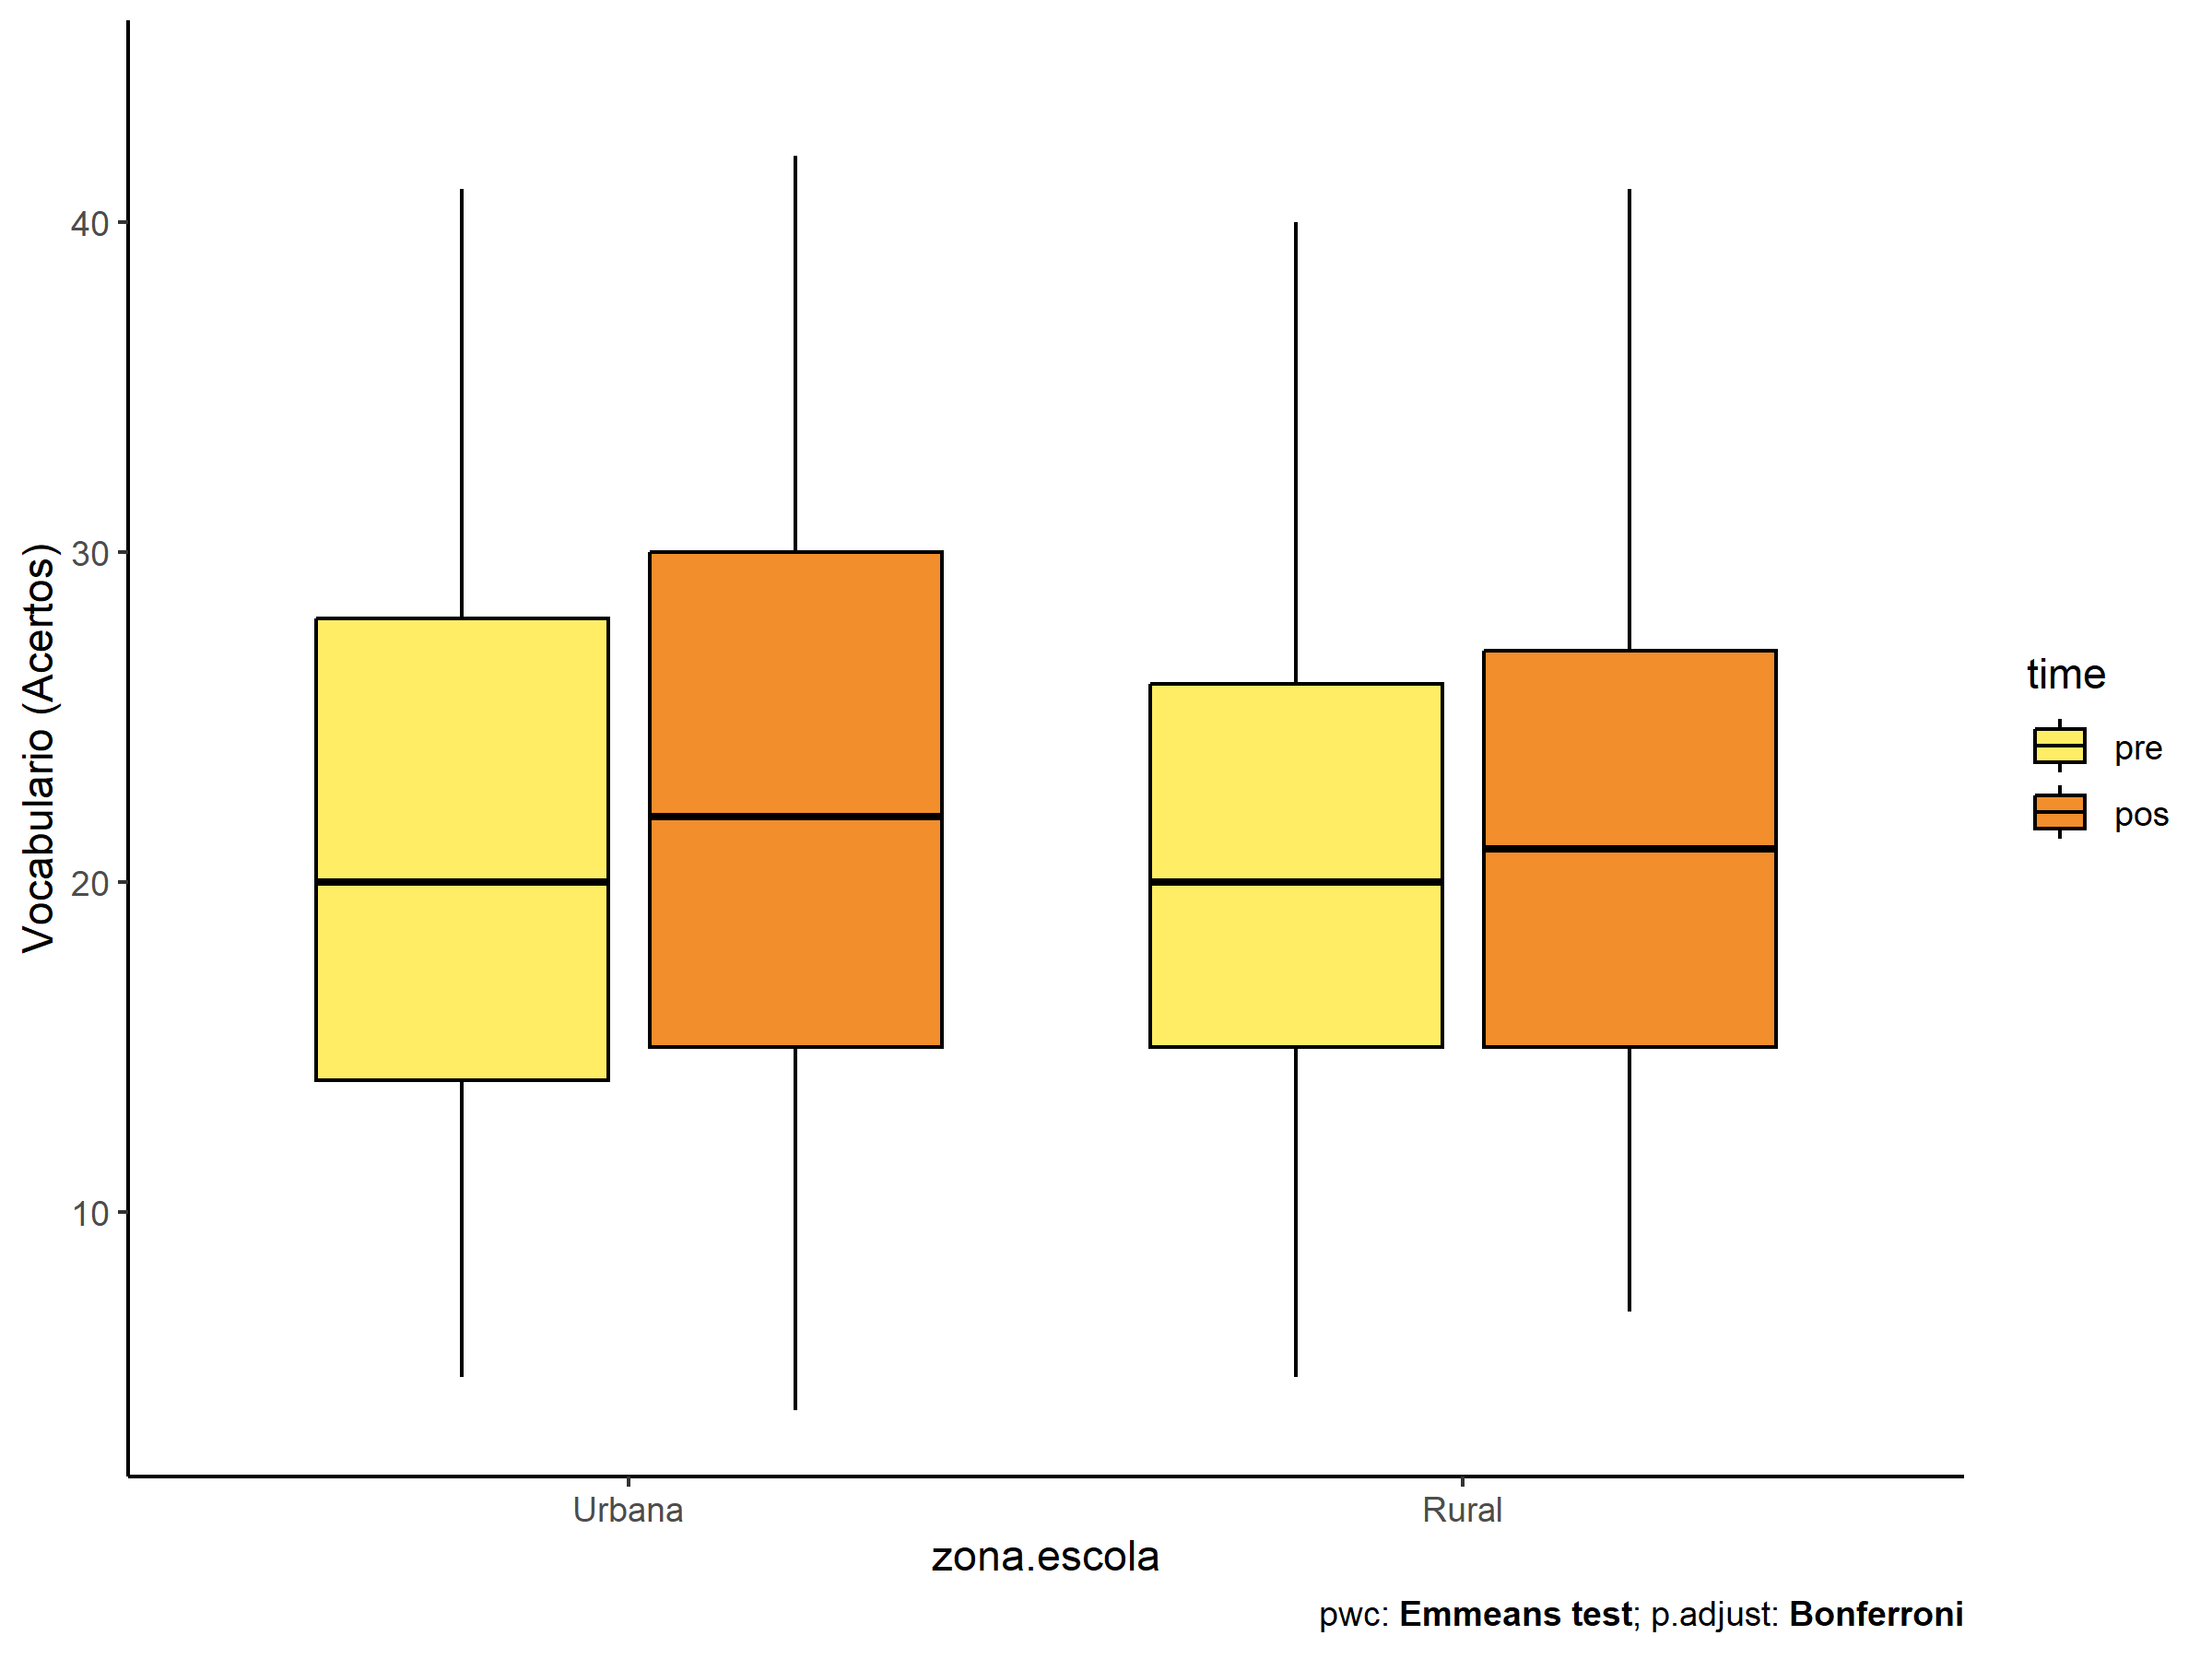 Vocabulario (Acertos)
40
30
20
10
Urbana
Rural
zona.escola
time
pre
pos
pwc: Emmeans test; p.adjust: Bonferroni